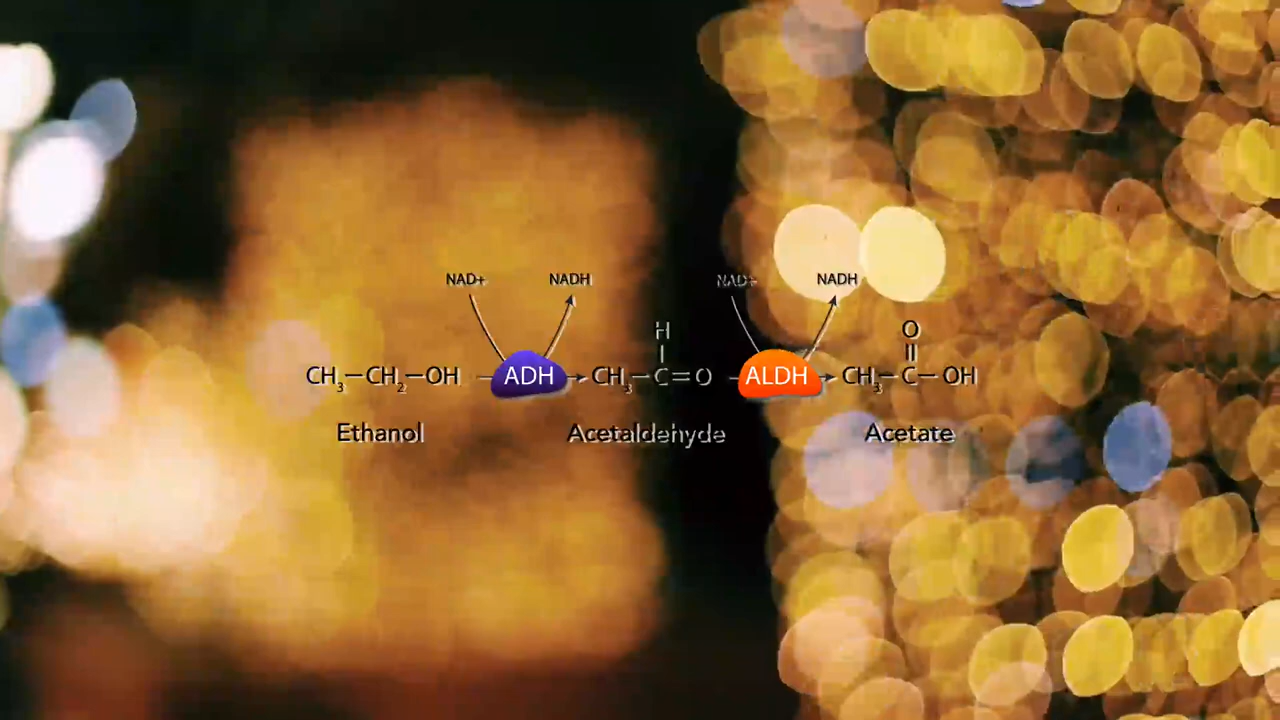 NAD+ NADH NAD+ NADH
H O
CH₃—CH₂—OH ADH CH₃—C=O ALDH CH₃—C—OH
Ethanol Acetaldehyde Acetate